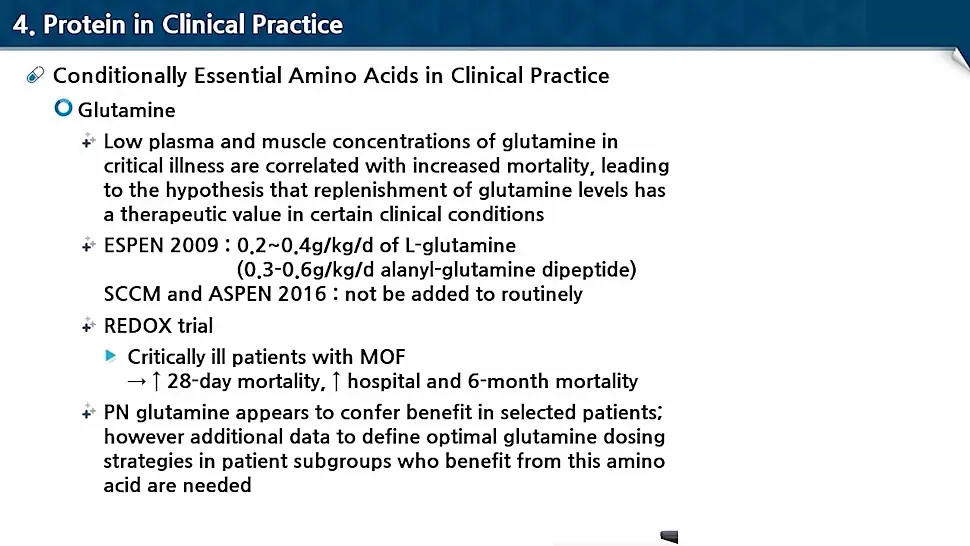 4. Protein in Clinical Practice
Conditionally Essential Amino Acids in Clinical Practice
Glutamine
Low plasma and muscle concentrations of glutamine in
critical illness are correlated with increased mortality, leading
to the hypothesis that replenishment of glutamine levels has
a therapeutic value in certain clinical conditions
ESPEN 2009 : 0.2~0.4g/kg/d of L-glutamine
(0.3-0.6g/kg/d alanyl-glutamine dipeptide)
SCCM and ASPEN 2016 : not be added to routinely
REDOX trial
Critically ill patients with MOF
→ ↑ 28-day mortality, ↑ hospital and 6-month mortality
PN glutamine appears to confer benefit in selected patients;
however additional data to define optimal glutamine dosing
strategies in patient subgroups who benefit from this amino
acid are needed